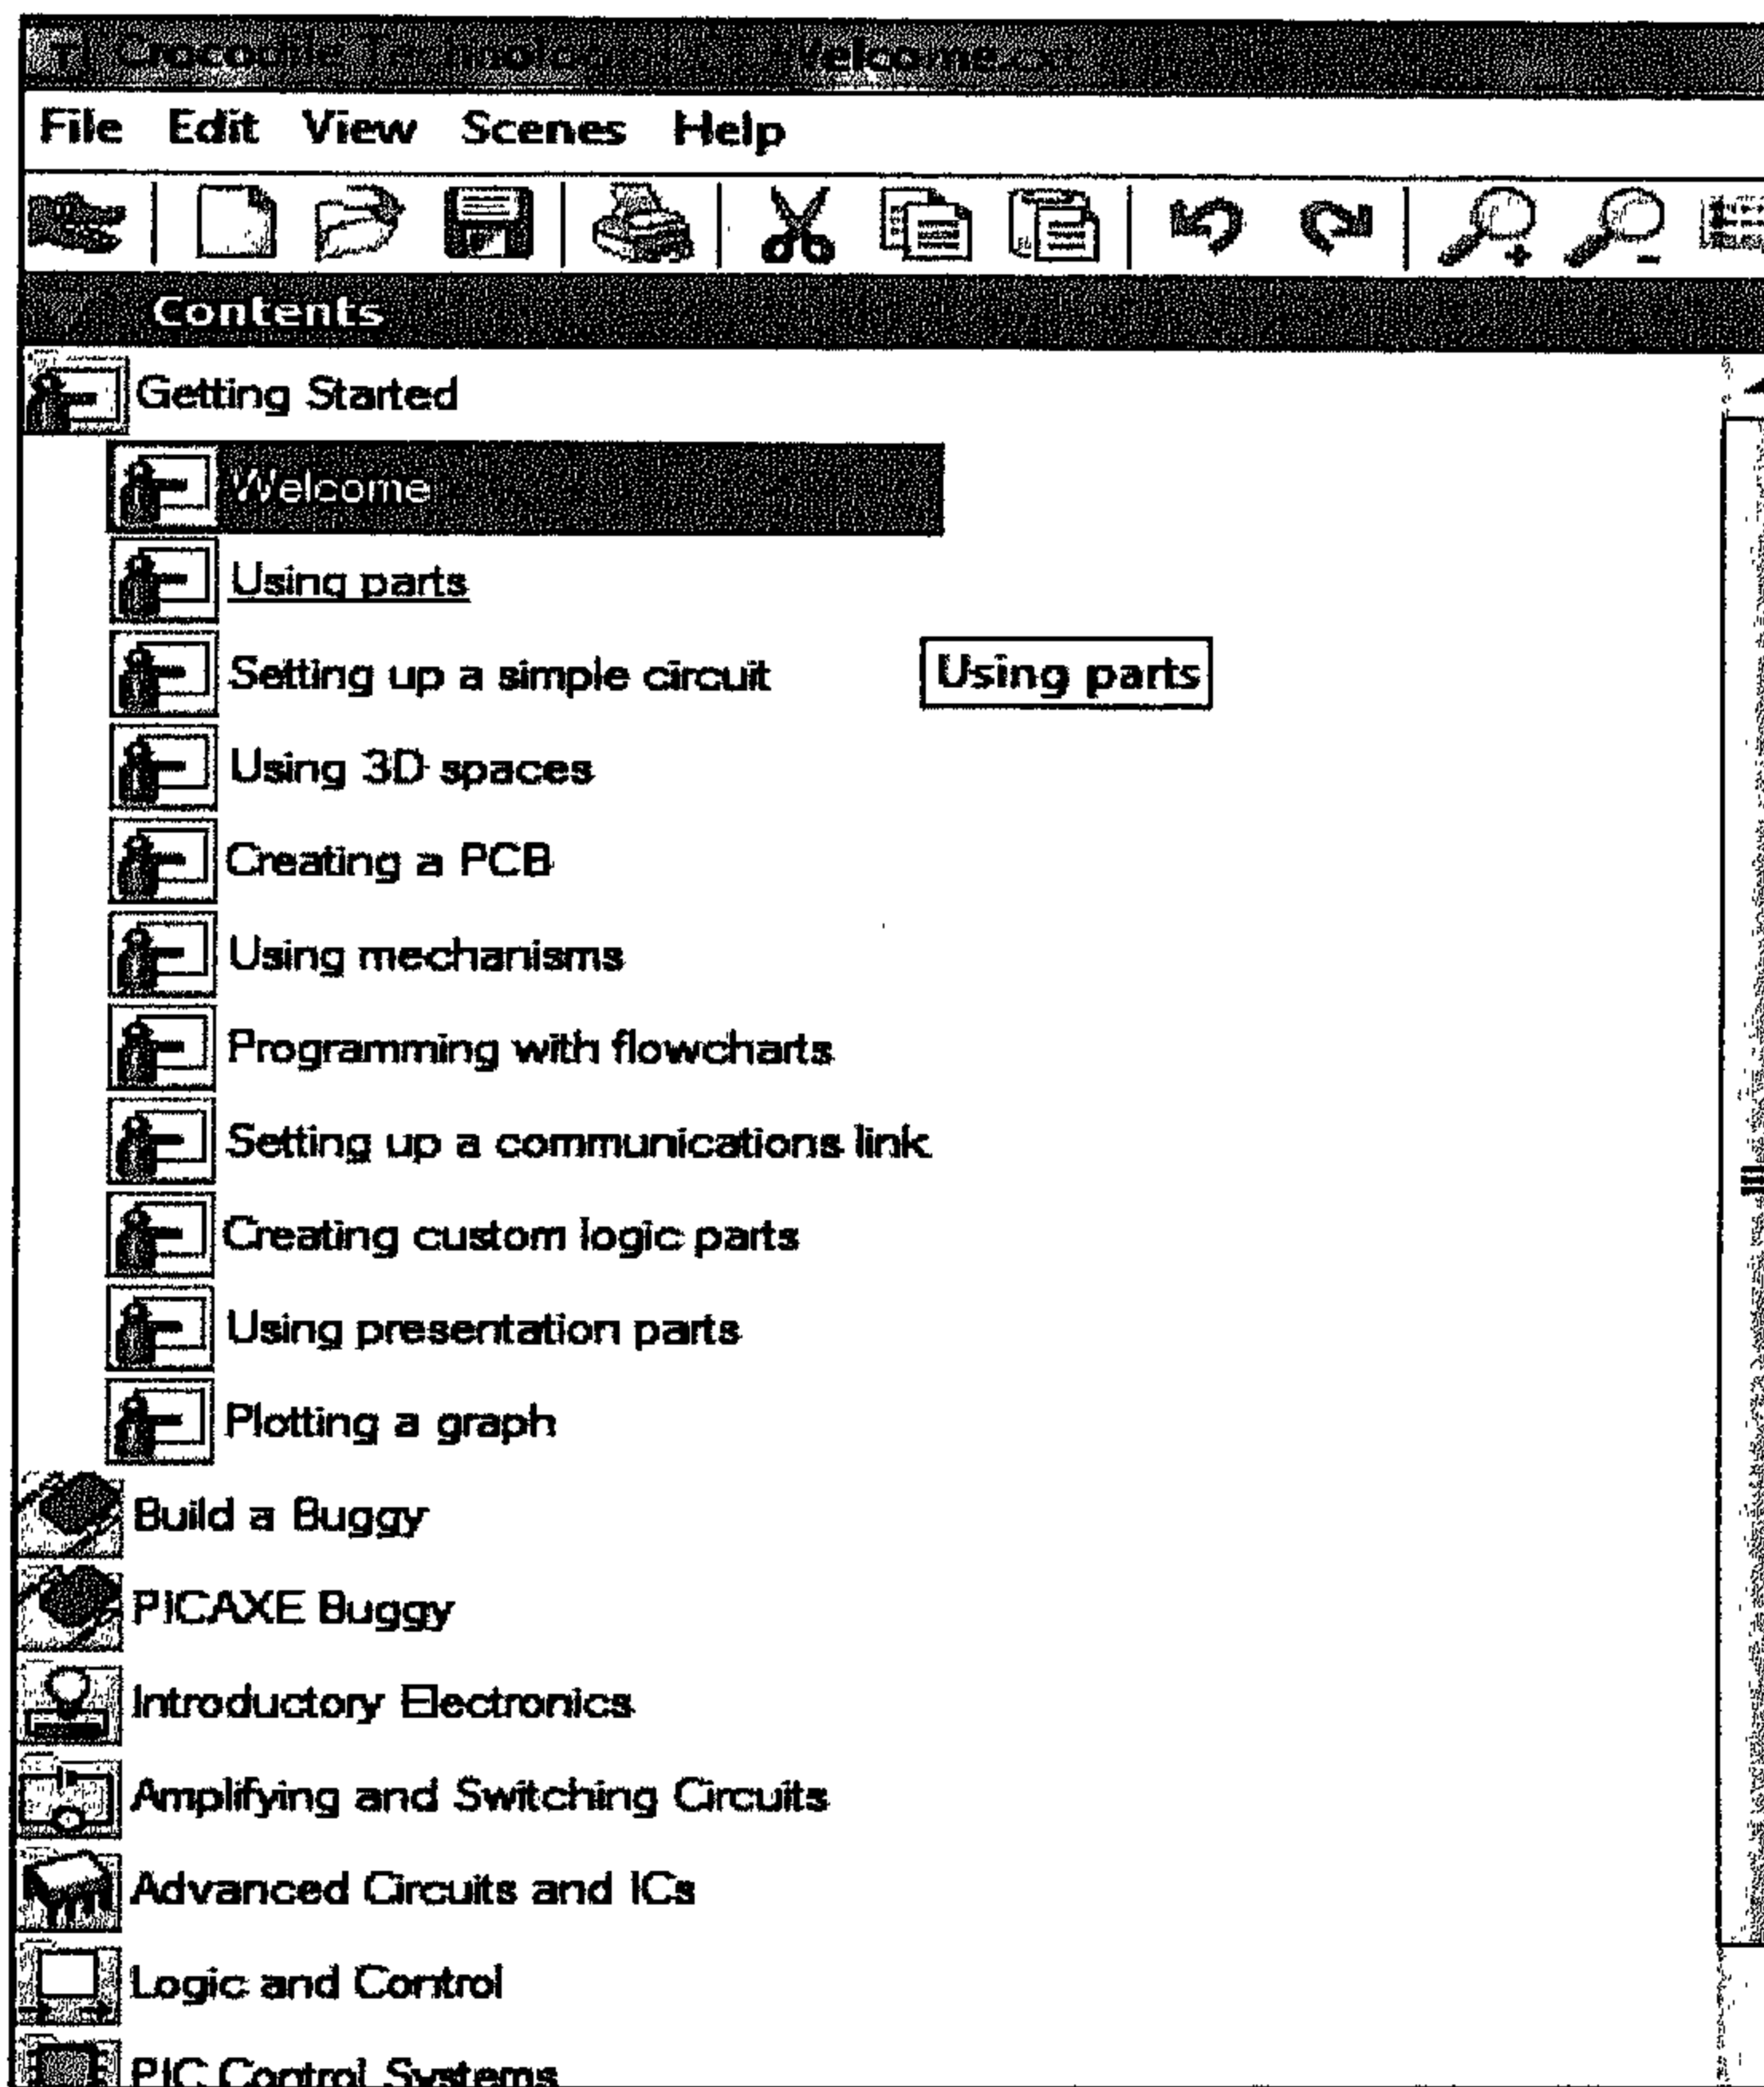 Crocodile Technology Welcome.cxt
File Edit View Scenes Help
Contents
Getting Started
Welcome
Using parts
Setting up a simple circuit
Using parts
Using 3D spaces
Creating a PCB
Using mechanisms
Programming with flowcharts
Setting up a communications link
Creating custom logic parts
Using presentation parts
Plotting a graph
Build a Buggy
PICAXE Buggy
Introductory Electronics
Amplifying and Switching Circuits
Advanced Circuits and ICs
Logic and Control
PIC Control Systems